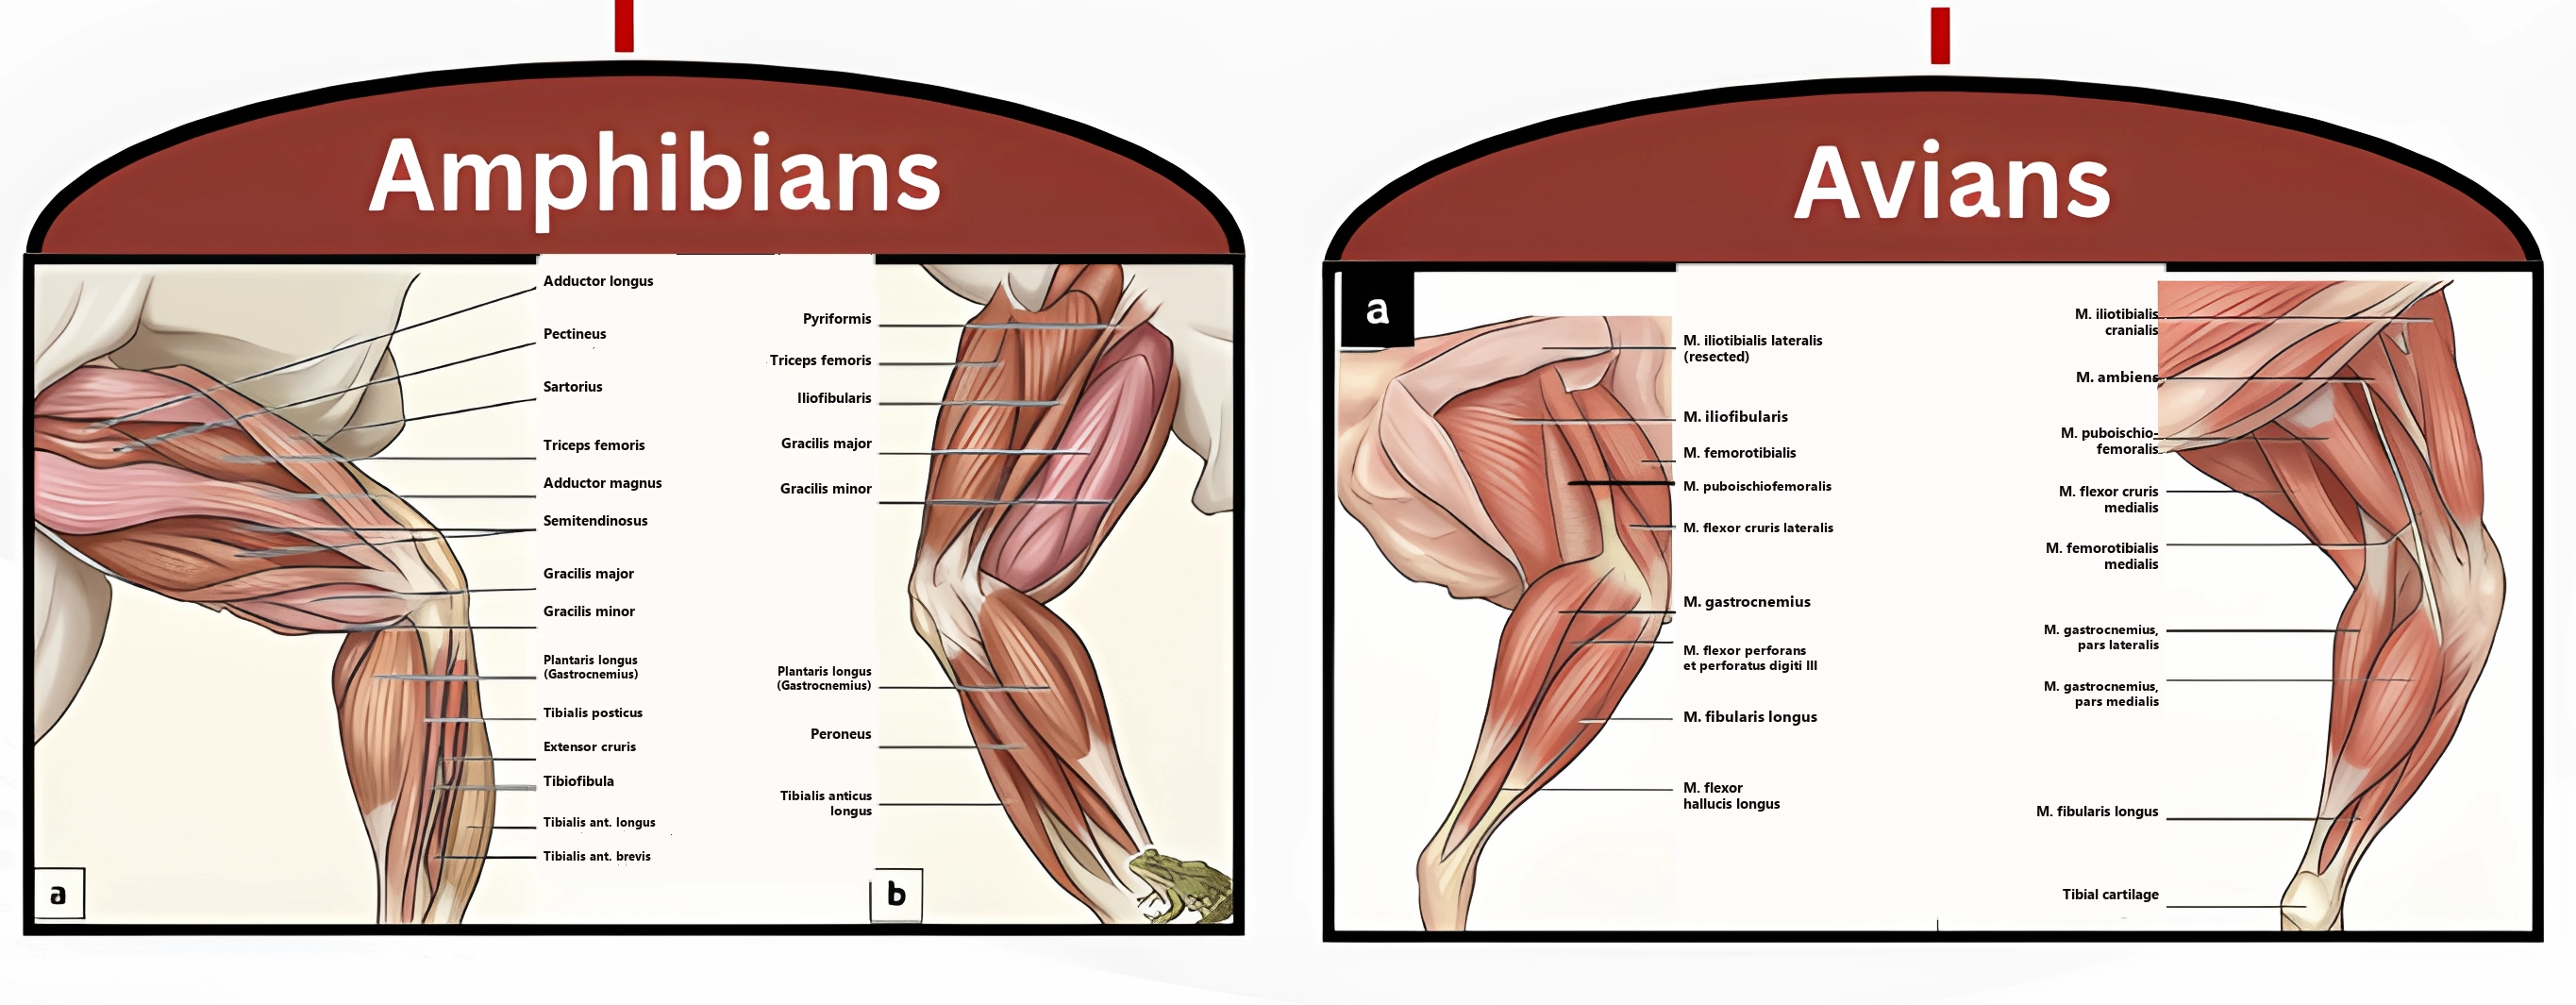 Amphibians
Adductor longus
Pectineus
Sartorius
Triceps femoris
Adductor magnus
Semitendinosus
Gracilis major
Gracilis minor
Plantaris longus
(Gastrocnemius)
Tibialis posticus
Extensor cruris
Tibiofibula
Tibialis ant. longus
Tibialis ant. brevis
a
Pyriformis
Triceps femoris
Iliofibularis
Gracilis major
Gracilis minor
Plantaris longus
(Gastrocnemius)
Peroneus
Tibialis anticus
longus
b
Avians
a
M. iliotibialis lateralis
(resected)
M. iliofibularis
M. femorotibialis
M. puboischiofemoralis
M. flexor cruris lateralis
M. gastrocnemius
M. flexor perforans
et perforatus digiti III
M. fibularis longus
M. flexor
hallucis longus
M. iliotibialis
cranialis
M. ambiens
M. puboischio-
femoralis
M. flexor cruris
medialis
M. femorotibialis
medialis
M. gastrocnemius,
pars lateralis
M. gastrocnemius,
pars medialis
M. fibularis longus
Tibial cartilage